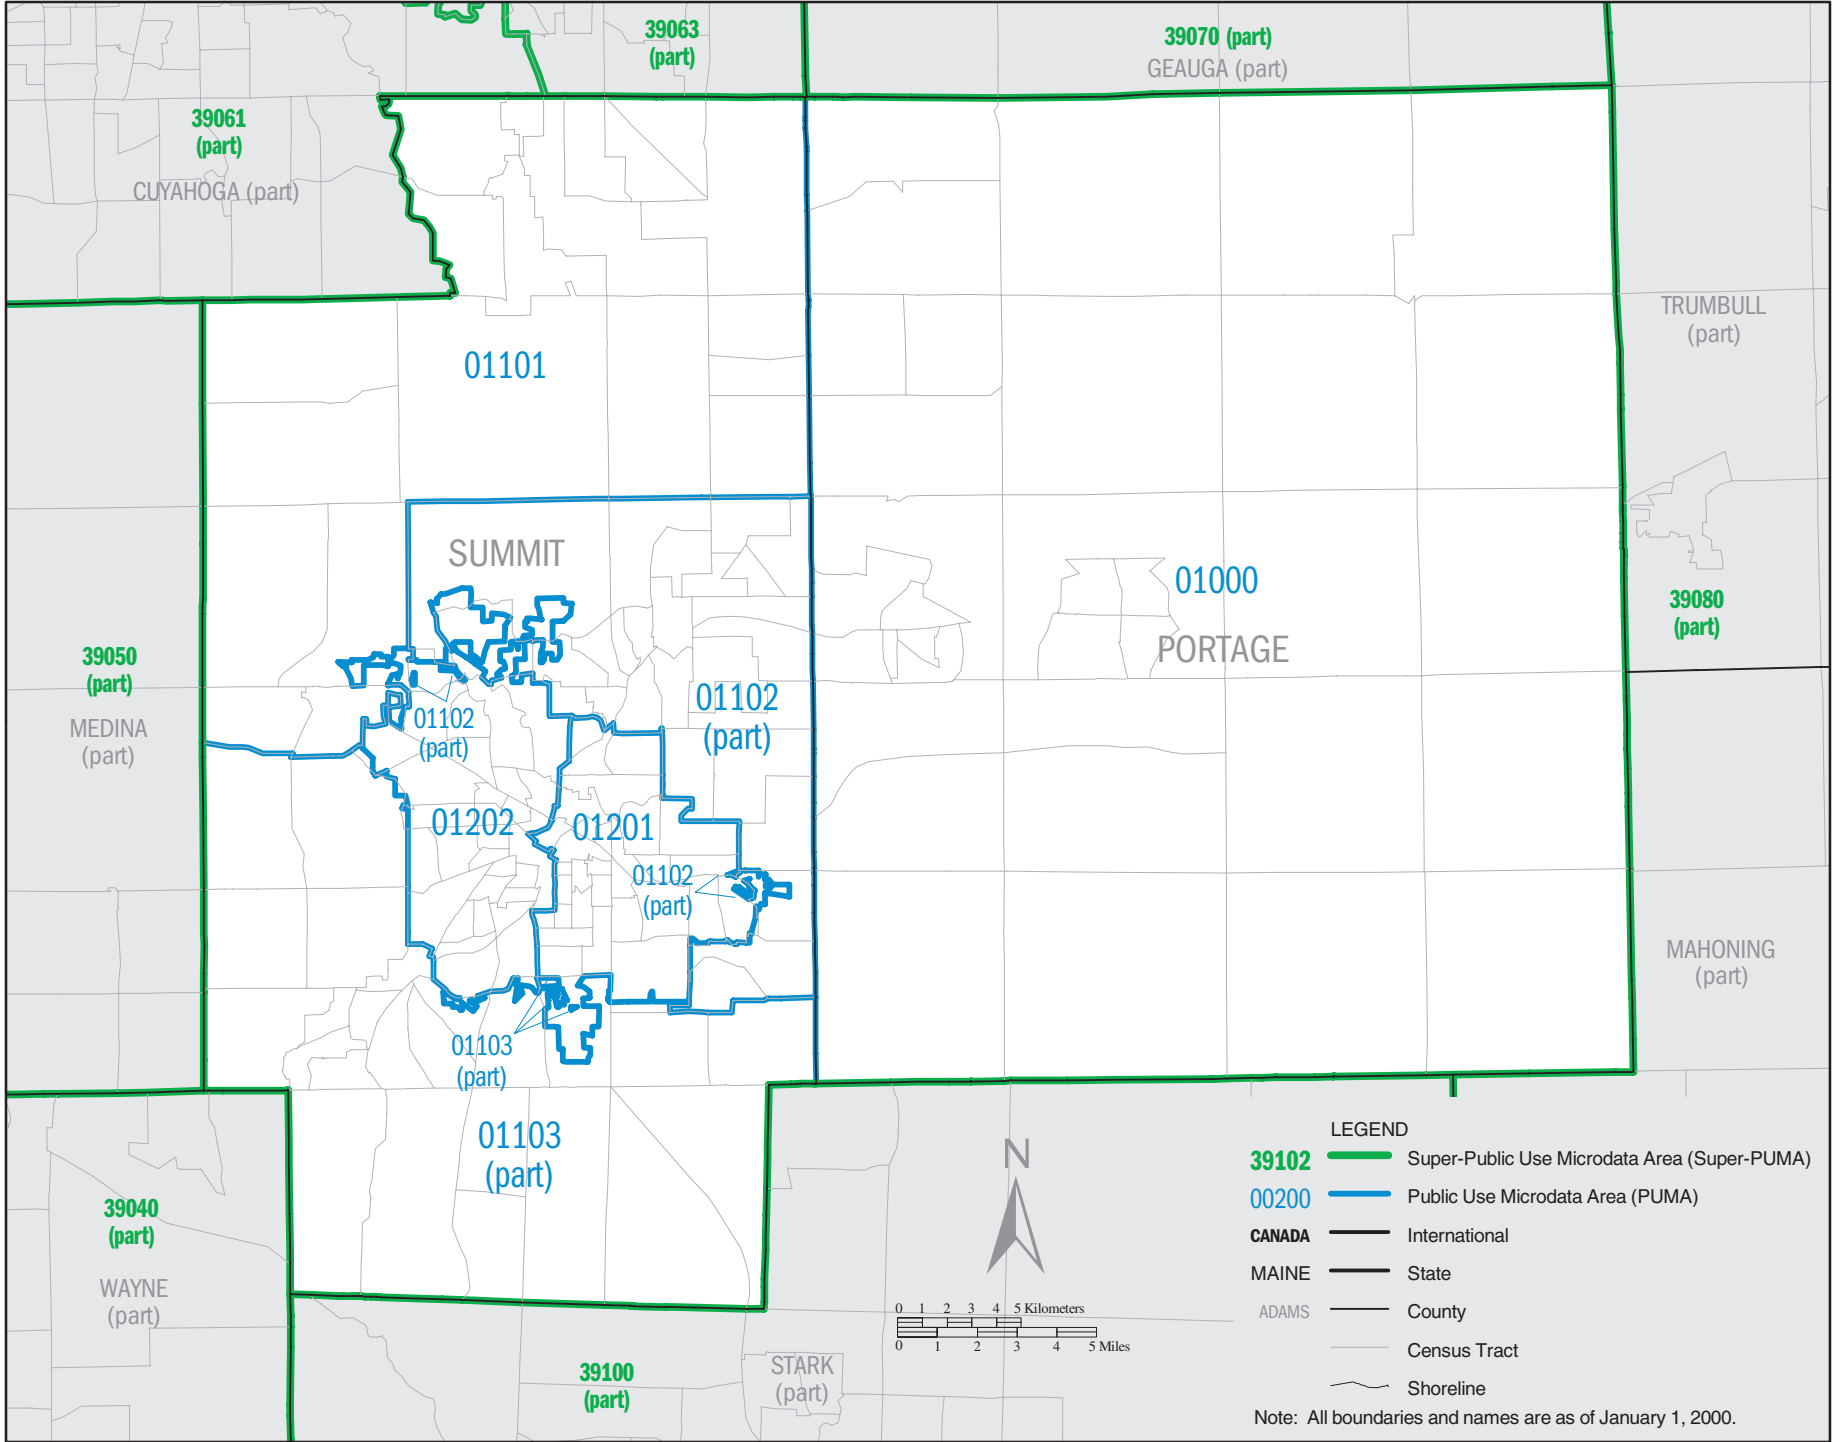 39063
(part)
39070 (part)
GEAUGA (part)
39061
(part)
CUYAHOGA (part)
TRUMBULL
(part)
01101
SUMMIT
01000
39080
(part)
PORTAGE
39050
(part)
MEDINA
(part)
01102
(part)
01102
(part)
01202
01201
01102
(part)
MAHONING
(part)
01103
(part)
01103
(part)
39040
(part)
WAYNE
(part)
39100
(part)
STARK
(part)
N
0 1 2 3 4 5 Kilometers
0 1 2 3 4 5 Miles
LEGEND
39102 Super-Public Use Microdata Area (Super-PUMA)
00200 Public Use Microdata Area (PUMA)
CANADA International
MAINE State
ADAMS County
Census Tract
Shoreline
Note: All boundaries and names are as of January 1, 2000.